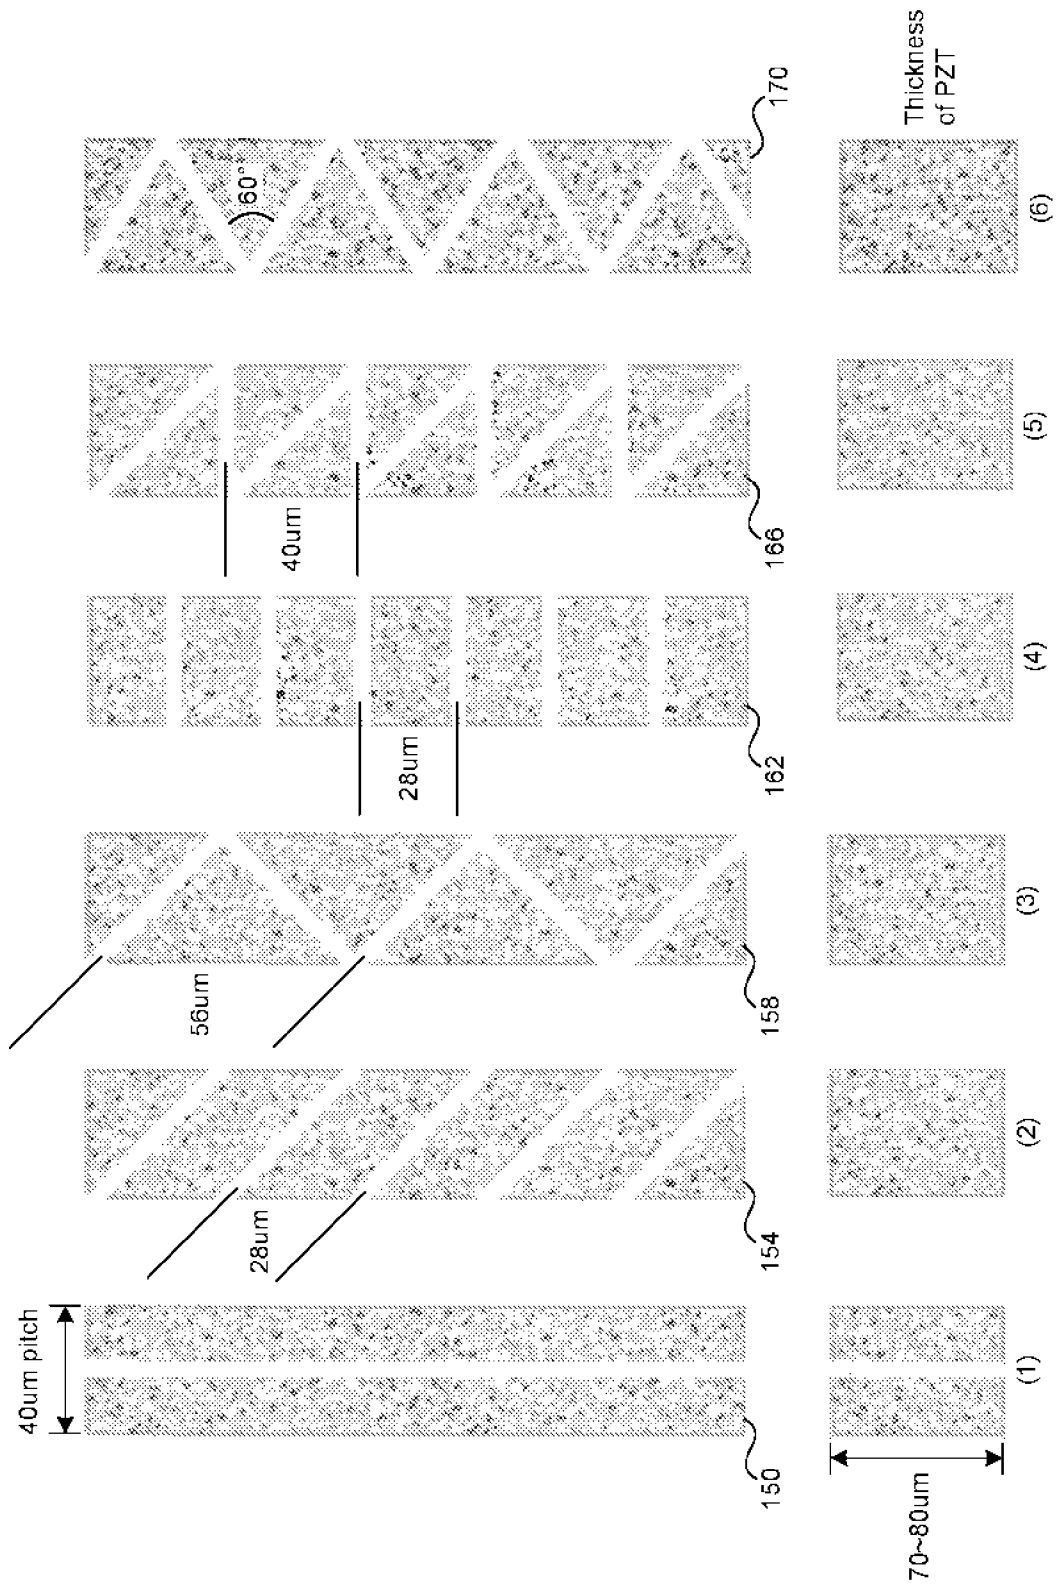 40um pitch
150
70~80um
(1)
28um
154
(2)
56um
158
(3)
28um
162
(4)
40um
166
(5)
60°
170
(6)
Thickness
of PZT